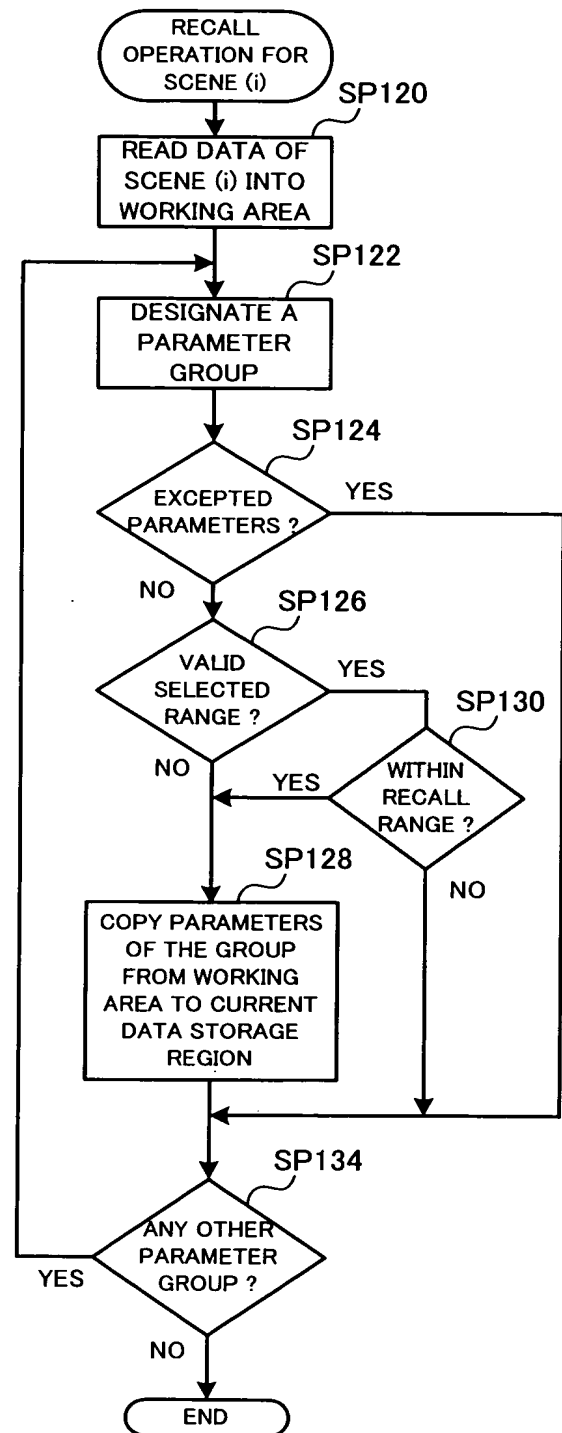 RECALL
OPERATION FOR
SCENE (i)
SP120
READ DATA OF
SCENE (i) INTO
WORKING AREA
SP122
DESIGNATE A
PARAMETER
GROUP
SP124
EXCEPTED
PARAMETERS ?
YES
NO
SP126
VALID
SELECTED
RANGE ?
YES
NO
SP130
WITHIN
RECALL
RANGE ?
YES
NO
SP128
COPY PARAMETERS
OF THE GROUP
FROM WORKING
AREA TO CURRENT
DATA STORAGE
REGION
SP134
ANY OTHER
PARAMETER
GROUP ?
YES
NO
END